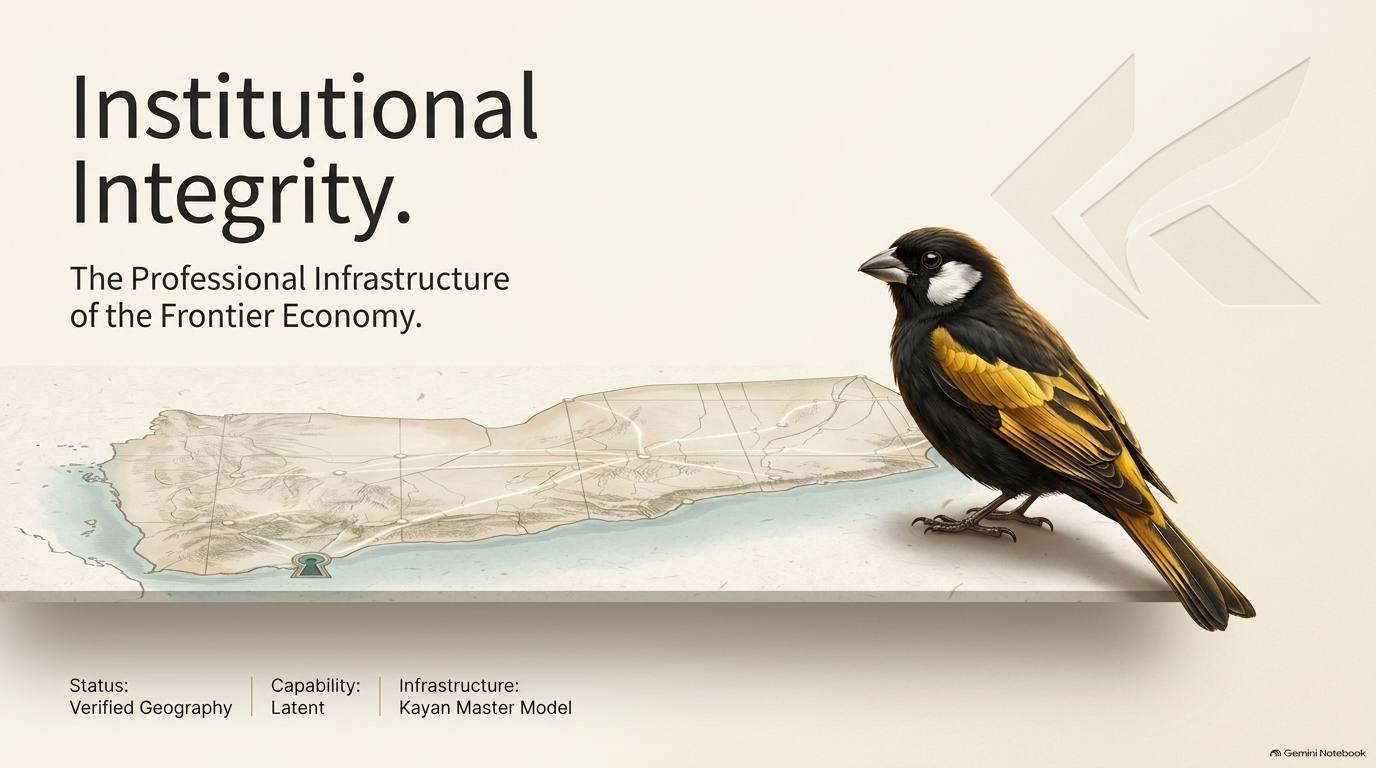 Institutional
Integrity.
The Professional Infrastructure
of the Frontier Economy.
Status:
Verified Geography
Capability:
Latent
Infrastructure:
Kayan Master Model
Gemini Notebook